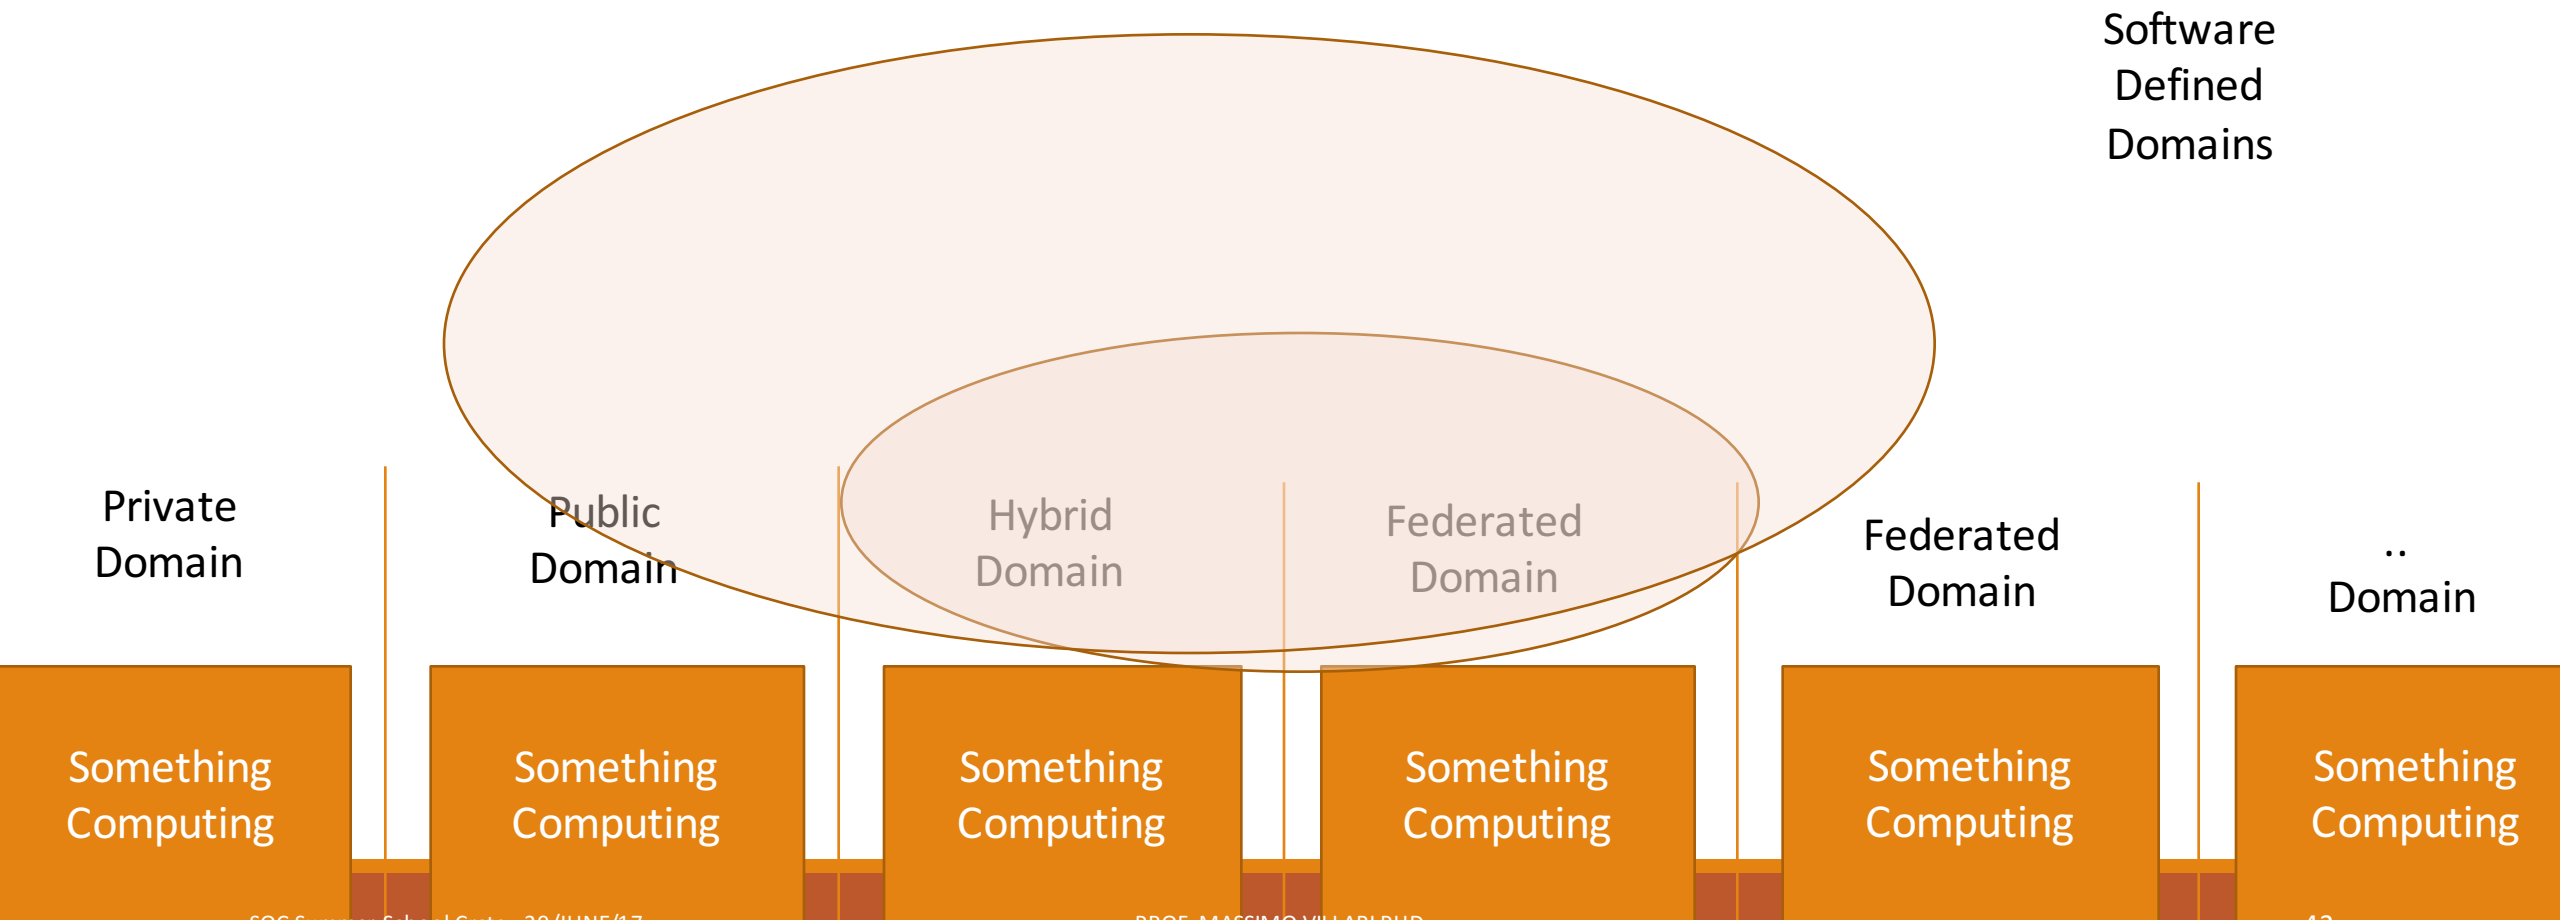 Software
Defined
Domains
Private
Domain
Public
Domain
Hybrid
Domain
Federated
Domain
Federated
Domain
..
Domain
Something
Computing
Something
Computing
Something
Computing
Something
Computing
Something
Computing
Something
Computing